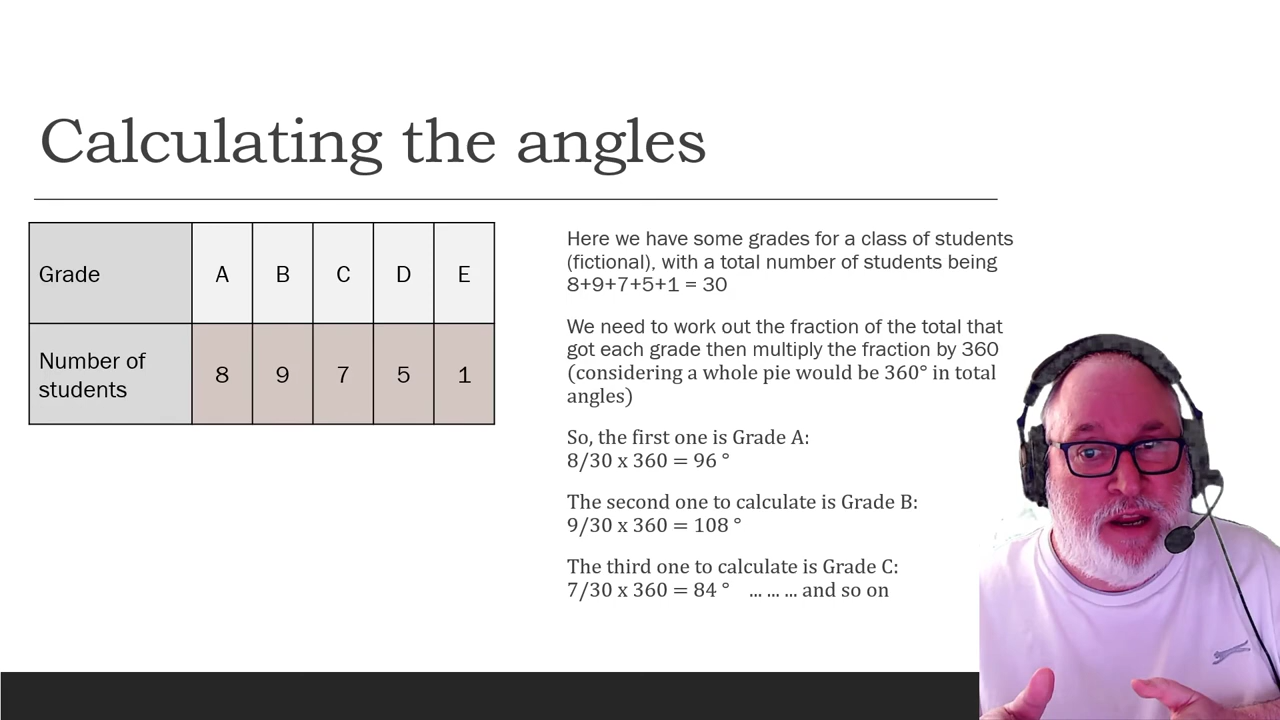 Calculating the angles
Grade A B C D E
Number of
students 8 9 7 5 1
Here we have some grades for a class of students
(fictional), with a total number of students being
8+9+7+5+1 = 30
We need to work out the fraction of the total that
got each grade then multiply the fraction by 360
(considering a whole pie would be 360° in total
angles)
So, the first one is Grade A:
8/30 x 360 = 96 °
The second one to calculate is Grade B:
9/30 x 360 = 108 °
The third one to calculate is Grade C:
7/30 x 360 = 84 ° ... ... ... and so on